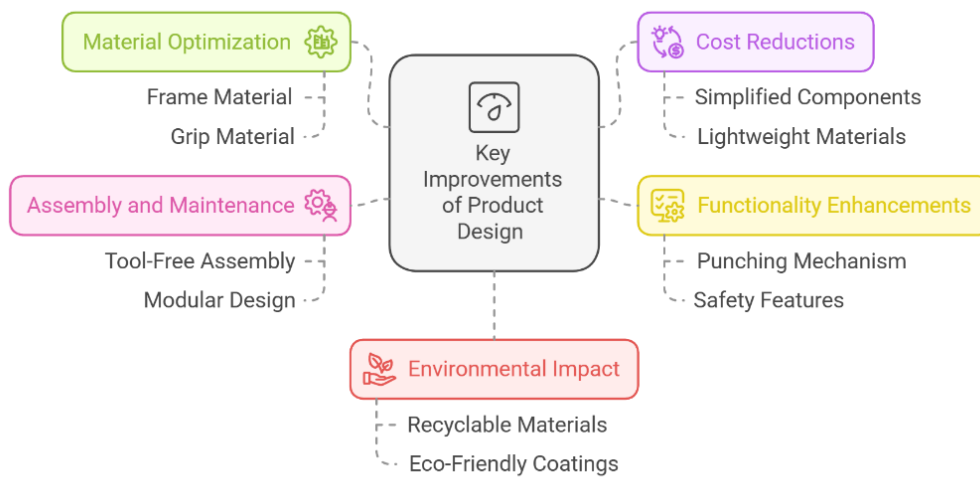 Material Optimization
Frame Material
Grip Material
Assembly and Maintenance
Tool-Free Assembly
Modular Design
Key
Improvements
of Product
Design
Cost Reductions
Simplified Components
Lightweight Materials
Functionality Enhancements
Punching Mechanism
Safety Features
Environmental Impact
Recyclable Materials
Eco-Friendly Coatings